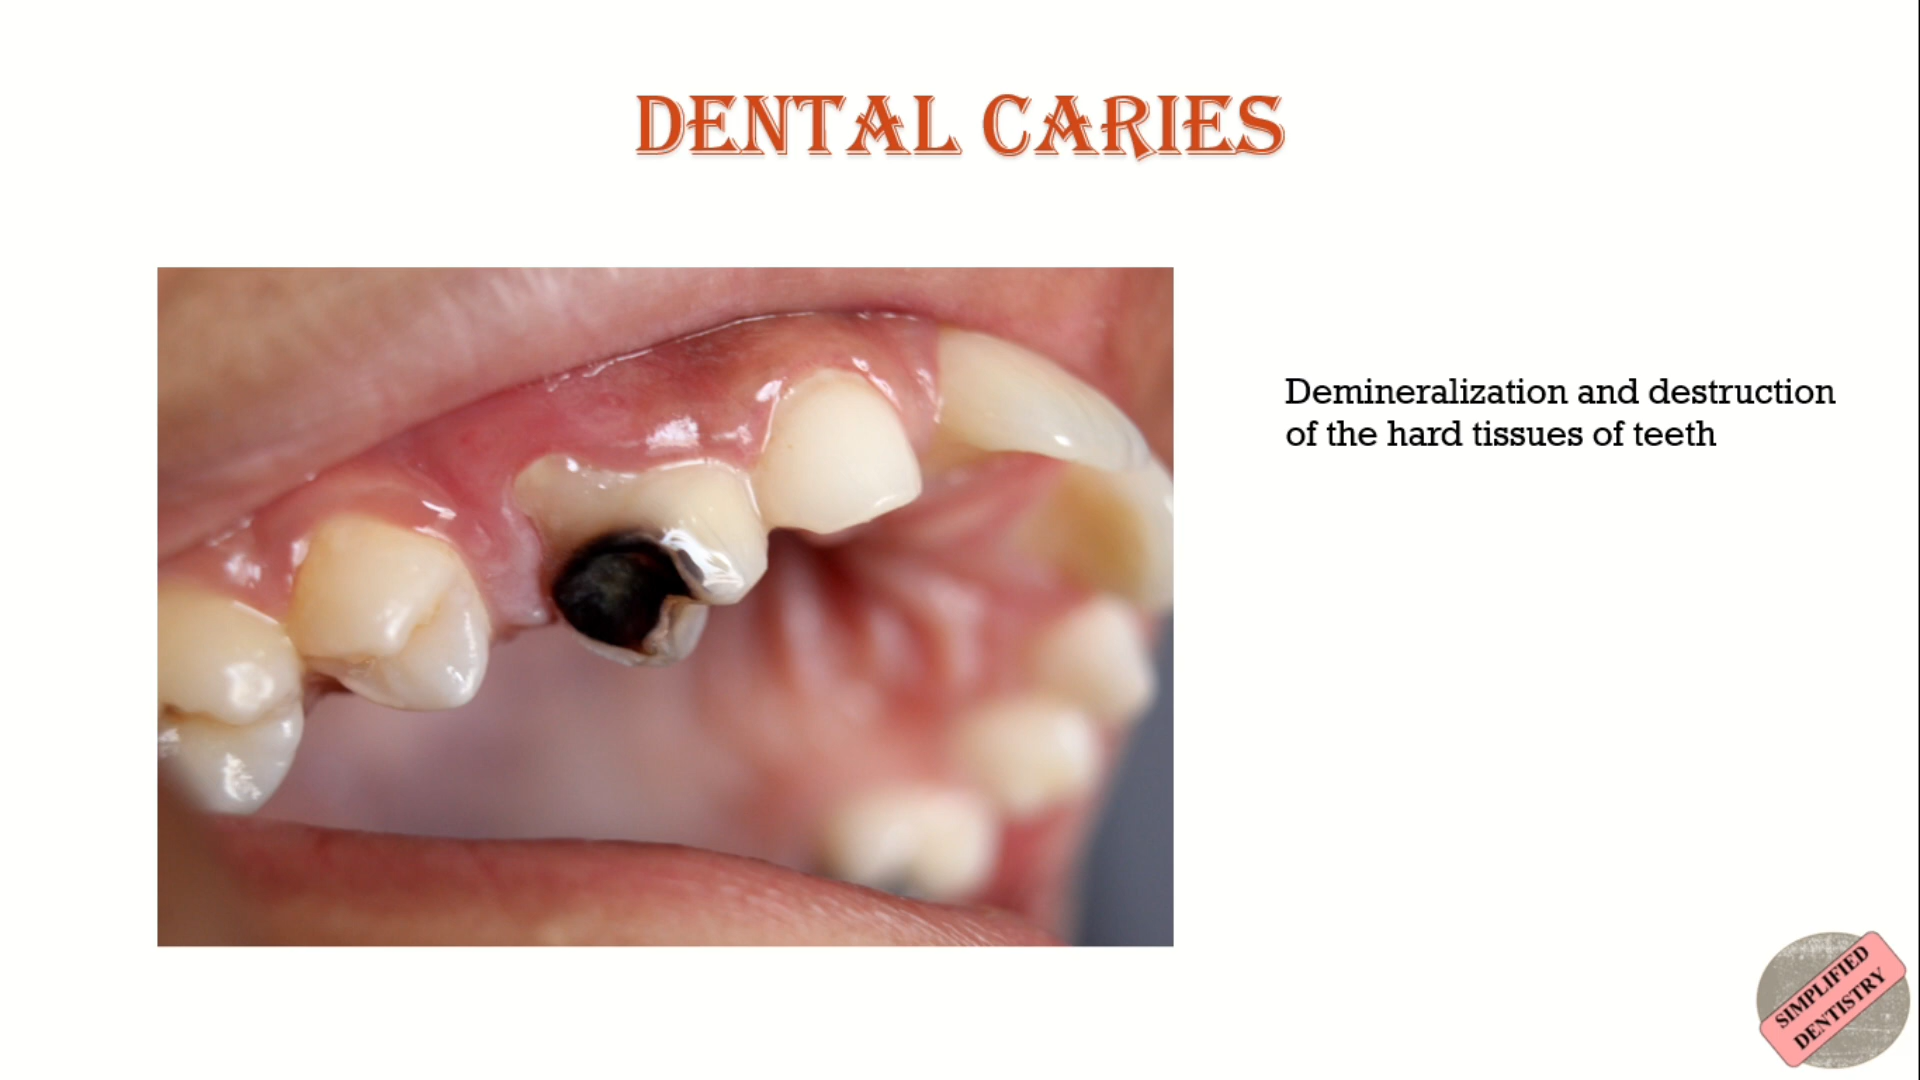 DENTAL CARIES
Demineralization and destruction
of the hard tissues of teeth
SIMPLIFIED
DENTISTRY